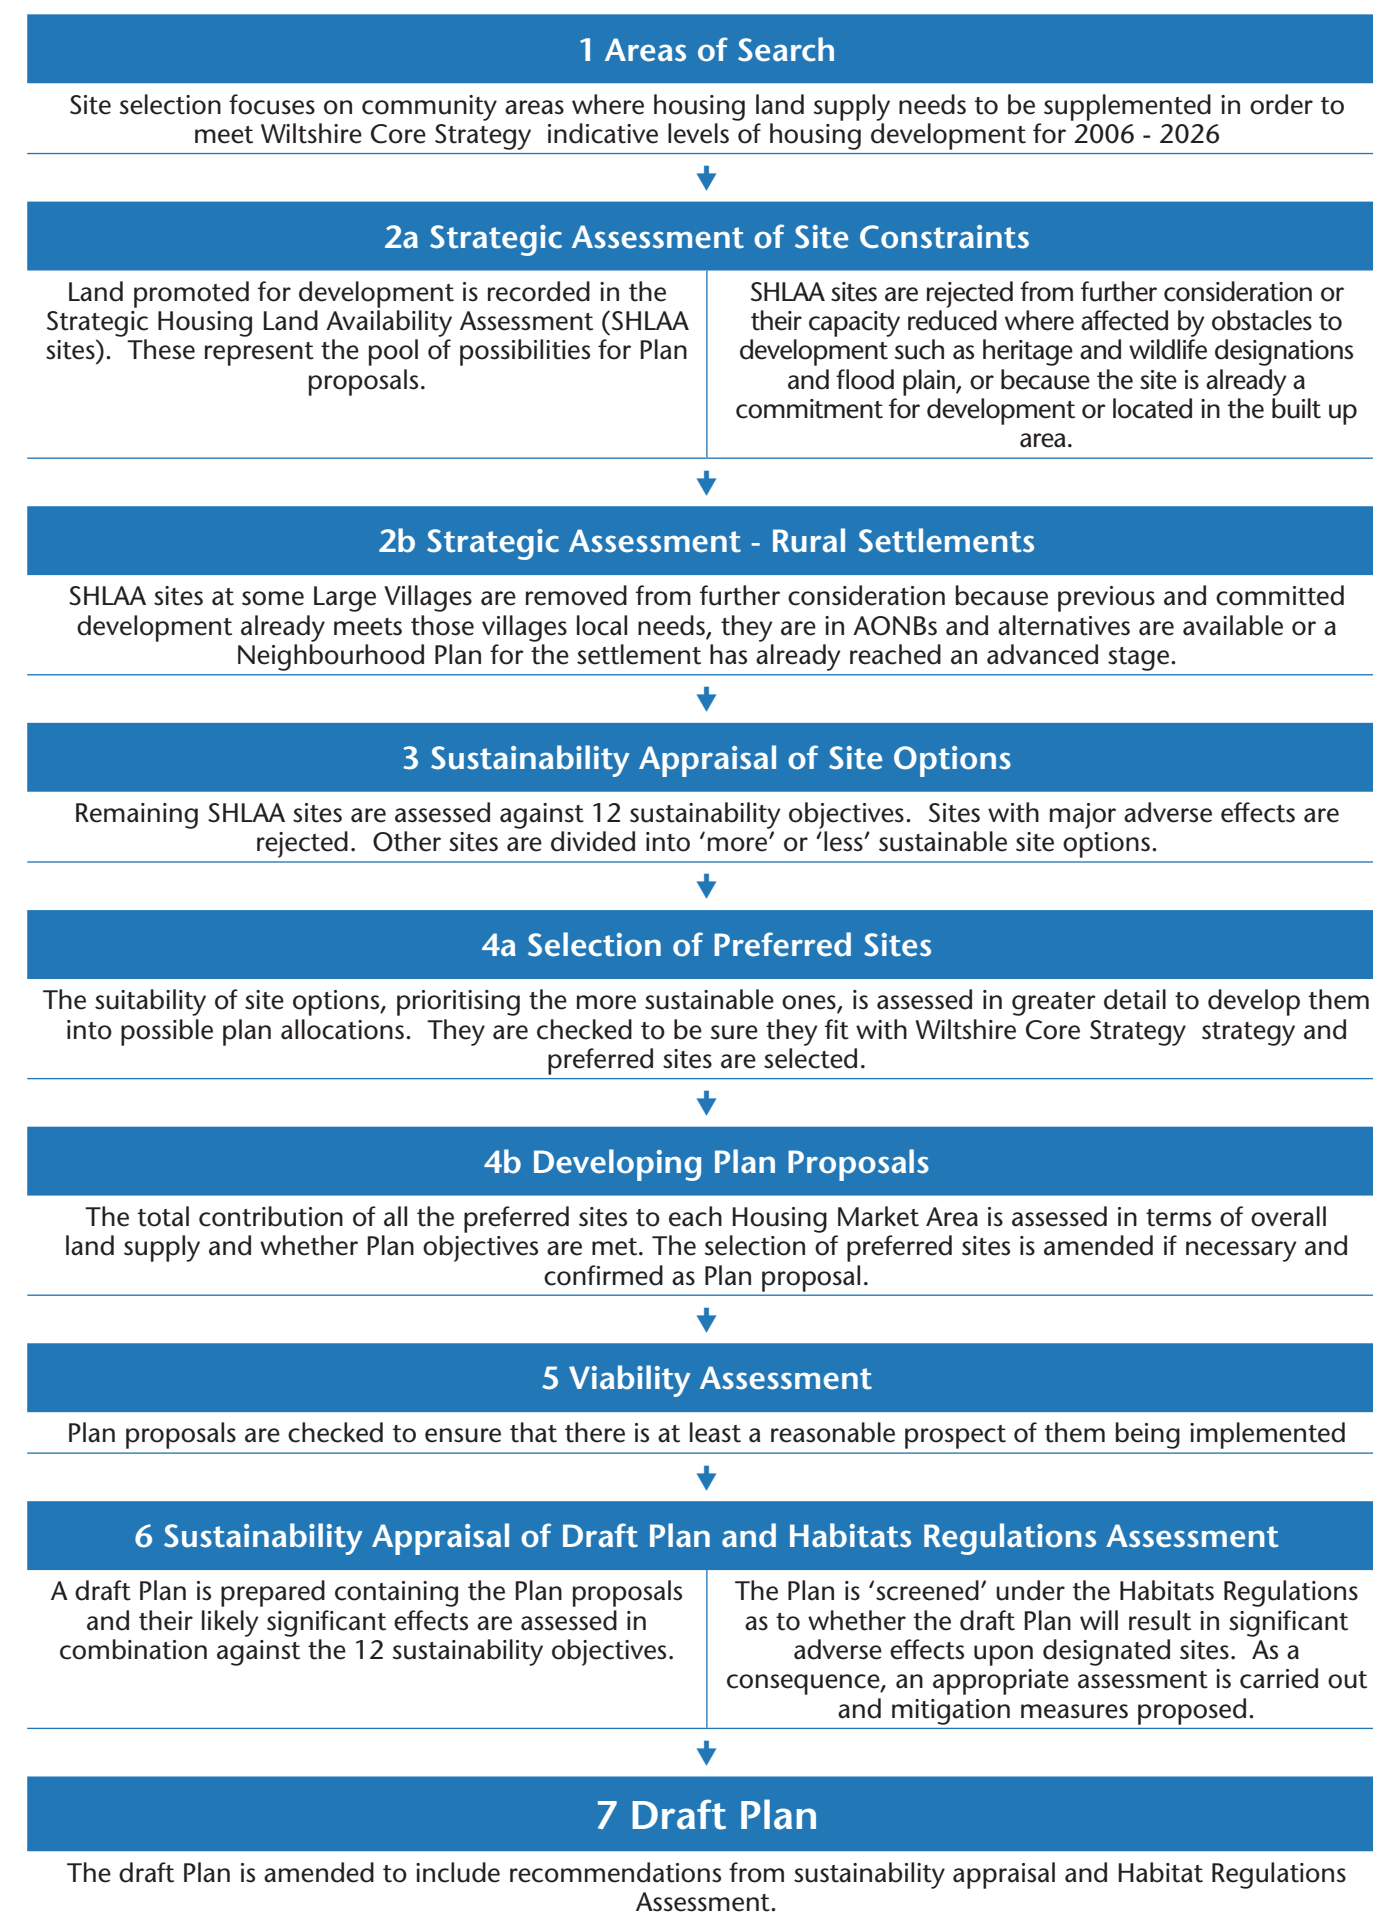 1 Areas of Search
Site selection focuses on community areas where housing land supply needs to be supplemented in order to
meet Wiltshire Core Strategy  indicative levels of housing development for 2006 - 2026
2a Strategic Assessment of Site Constraints
Land promoted for development is recorded in the
Strategic Housing Land Availability Assessment (SHLAA
sites).  These represent the pool of possibilities for Plan
proposals.
SHLAA sites are rejected from further consideration or
their capacity reduced where affected by obstacles to
development such as heritage and wildlife designations
and flood plain, or because the site is already a
commitment for development or located in the built up
area.
2b Strategic Assessment - Rural Settlements
SHLAA sites at some Large Villages are removed from further consideration because previous and committed
development already meets those villages local needs, they are in AONBs and alternatives are available or a
Neighbourhood Plan for the settlement has already reached an advanced stage.
3 Sustainability Appraisal of Site Options
Remaining SHLAA sites are assessed against 12 sustainability objectives.  Sites with major adverse effects are
rejected.  Other sites are divided into ‘more’ or ‘less’ sustainable site options.
4a Selection of Preferred Sites
The suitability of site options, prioritising the more sustainable ones, is assessed in greater detail to develop them
into possible plan allocations.  They are checked to be sure they fit with Wiltshire Core Strategy  strategy and
preferred sites are selected.
4b Developing Plan Proposals
The total contribution of all the preferred sites to each Housing Market Area is assessed in terms of overall
land supply and whether Plan objectives are met. The selection of preferred sites is amended if necessary and
confirmed as Plan proposal.
5 Viability Assessment
Plan proposals are checked to ensure that there is at least a reasonable prospect of them being implemented
6 Sustainability Appraisal of Draft Plan and Habitats Regulations Assessment
A draft Plan is prepared containing the Plan proposals
and their likely significant effects are assessed in
combination against the 12 sustainability objectives.
The Plan is ‘screened’ under the Habitats Regulations
as to whether the draft Plan will result in significant
adverse effects upon designated sites.  As a
consequence, an appropriate assessment is carried out
and mitigation measures proposed.
7 Draft Plan
The draft Plan is amended to include recommendations from sustainability appraisal and Habitat Regulations
Assessment.